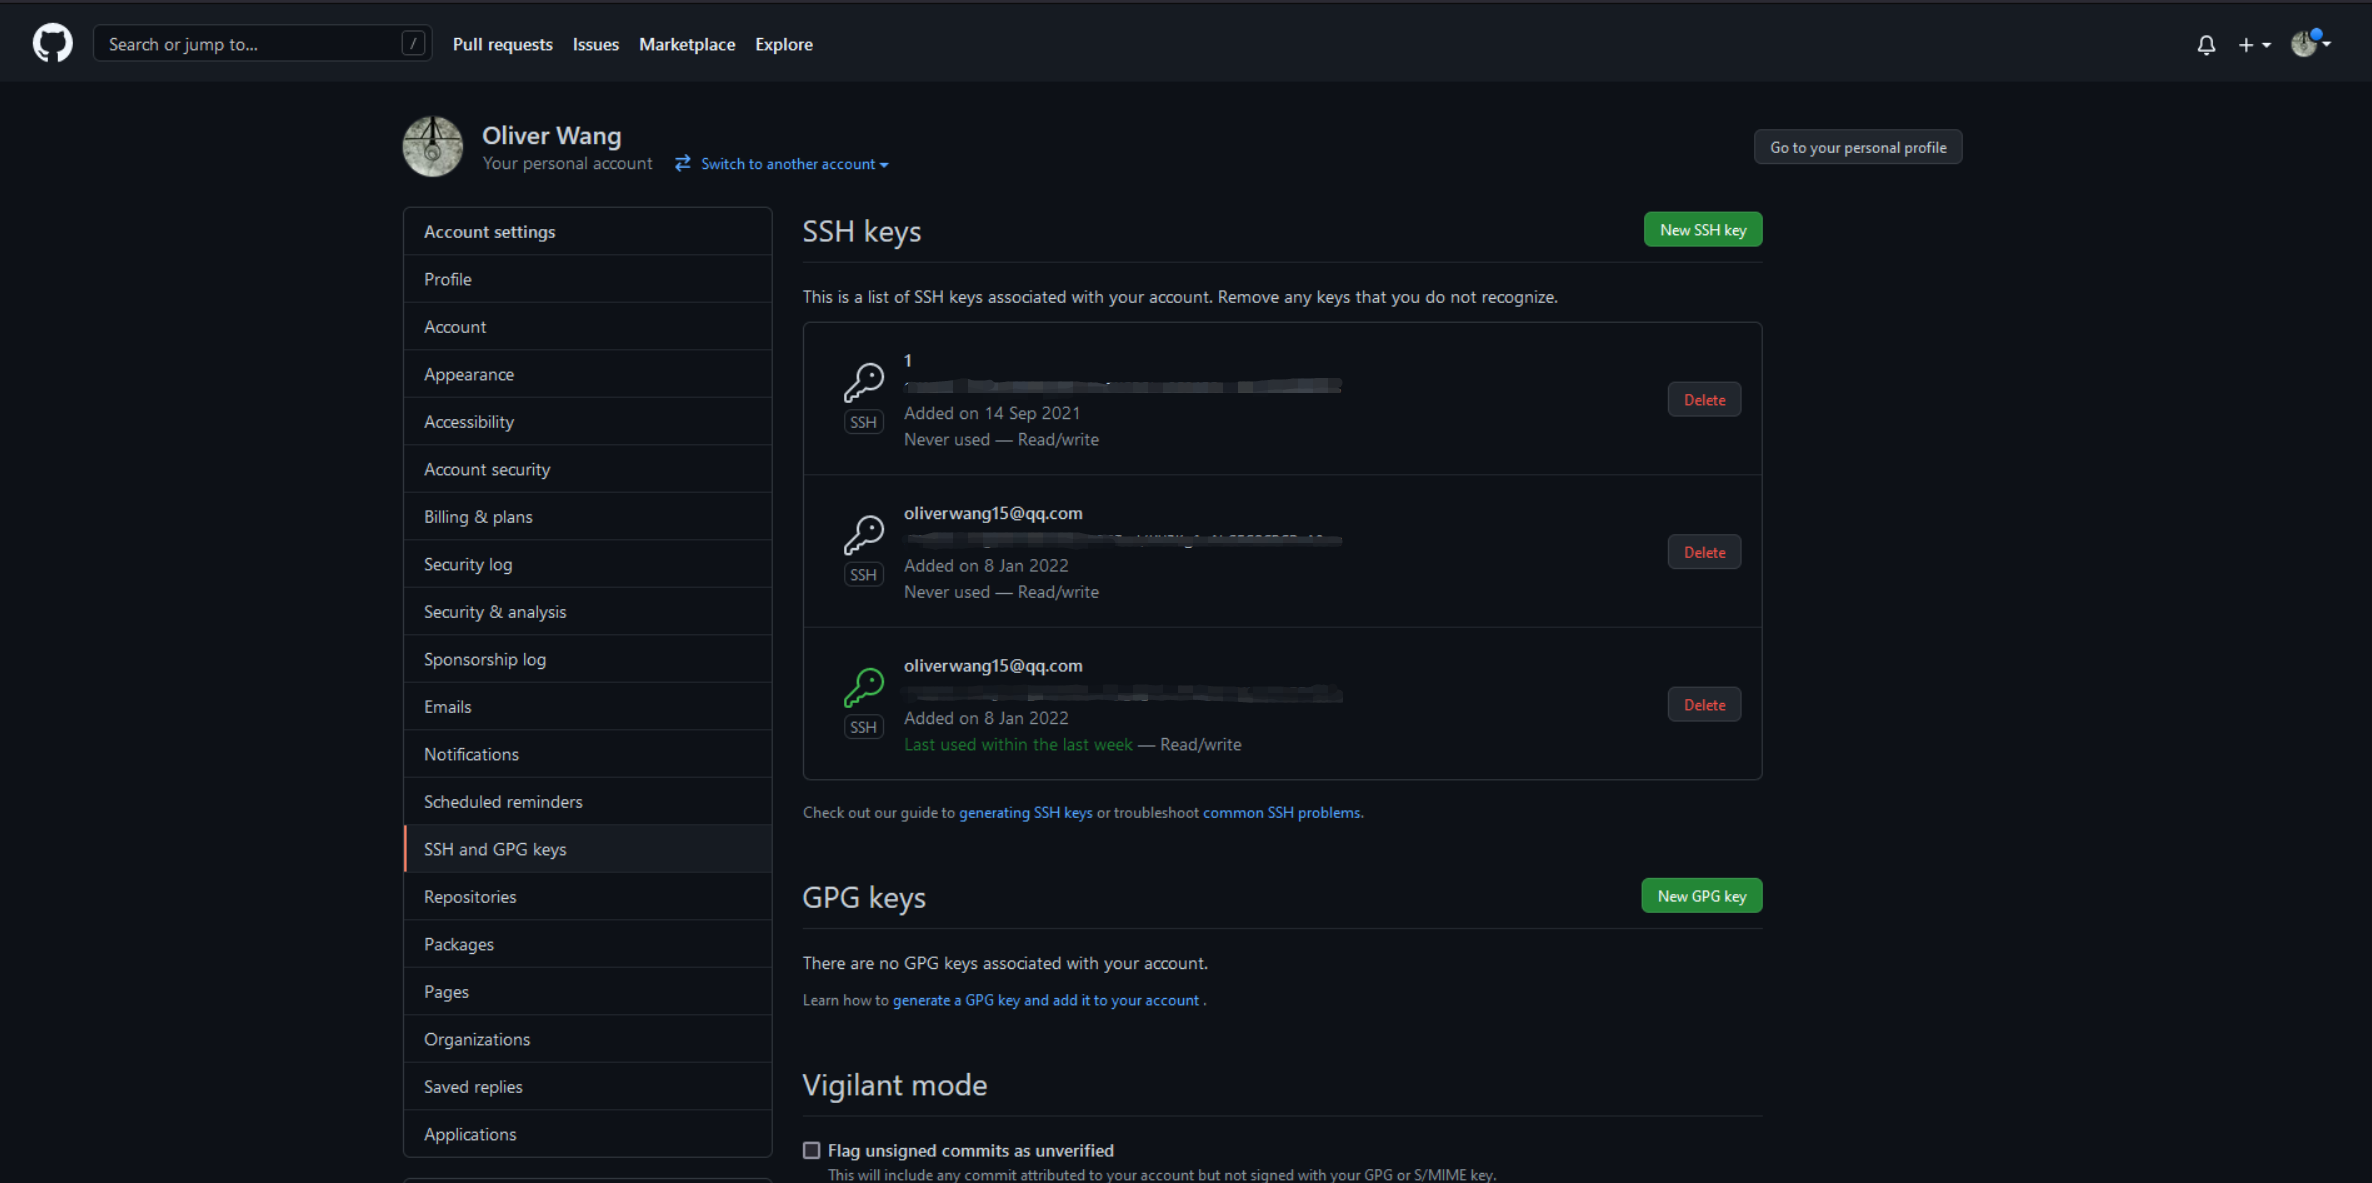 Search or jump to...
/
Pull requests
Issues
Marketplace
Explore
Oliver Wang
Your personal account
Switch to another account
Go to your personal profile
Account settings
Profile
Account
Appearance
Accessibility
Account security
Billing & plans
Security log
Security & analysis
Sponsorship log
Emails
Notifications
Scheduled reminders
SSH and GPG keys
Repositories
Packages
Pages
Organizations
Saved replies
Applications
SSH keys
New SSH key
This is a list of SSH keys associated with your account. Remove any keys that you do not recognize.
1
SSH
Added on 14 Sep 2021
Never used — Read/write
Delete
oliverwang15@qq.com
SSH
Added on 8 Jan 2022
Never used — Read/write
Delete
oliverwang15@qq.com
SSH
Added on 8 Jan 2022
Last used within the last week — Read/write
Delete
Check out our guide to generating SSH keys or troubleshoot common SSH problems.
GPG keys
New GPG key
There are no GPG keys associated with your account.
Learn how to generate a GPG key and add it to your account .
Vigilant mode
Flag unsigned commits as unverified
This will include any commit attributed to your account but not signed with your GPG or S/MIME key.